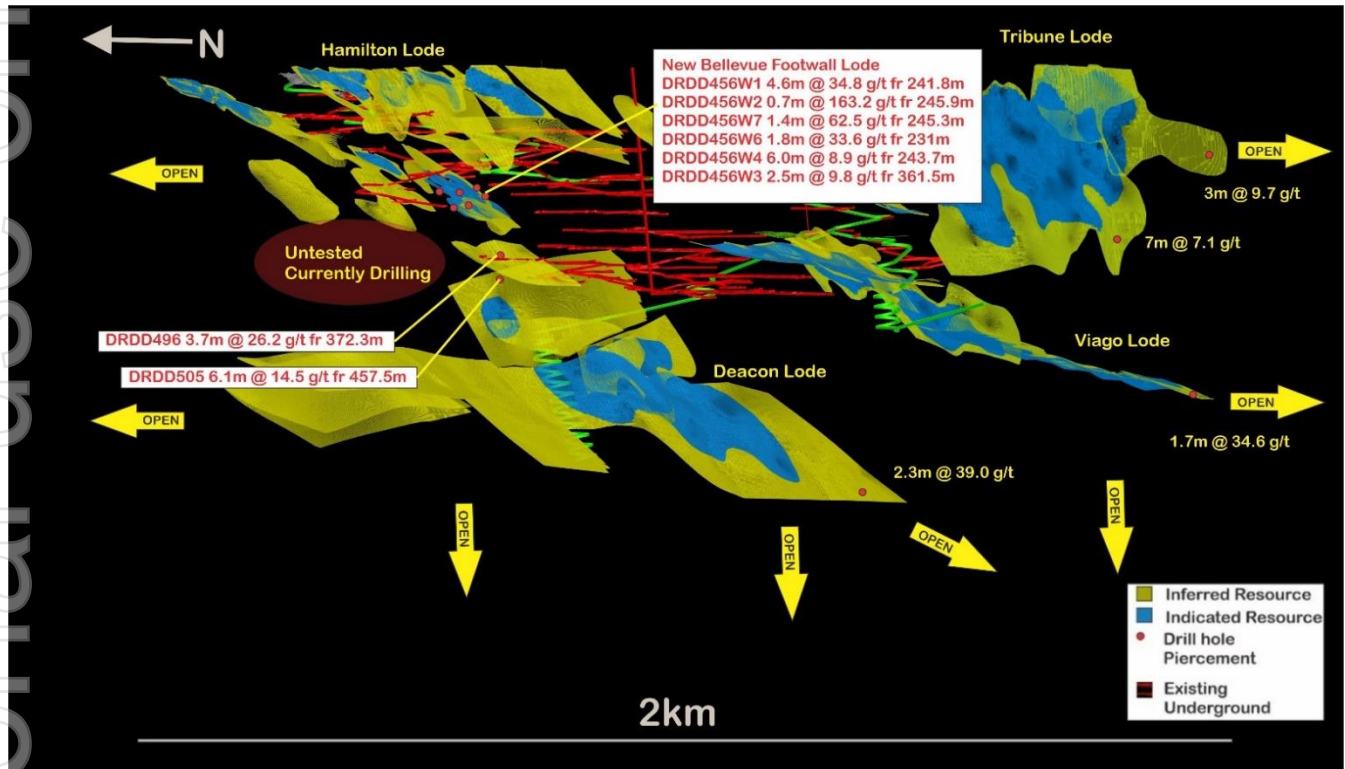 N
Hamilton Lode
Tribune Lode
New Bellevue Footwall Lode
DRDD456W1 4.6m @ 34.8 g/t fr 241.8m
DRDD456W2 0.7m @ 163.2 g/t fr 245.9m
DRDD456W7 1.4m @ 62.5 g/t fr 245.3m
DRDD456W6 1.8m @ 33.6 g/t fr 231m
DRDD456W4 6.0m @ 8.9 g/t fr 243.7m
DRDD456W3 2.5m @ 9.8 g/t fr 361.5m
OPEN
OPEN
3m @ 9.7 g/t
7m @ 7.1 g/t
Untested
Currently Drilling
DRDD496 3.7m @ 26.2 g/t fr 372.3m
DRDD505 6.1m @ 14.5 g/t fr 457.5m
Viago Lode
Deacon Lode
OPEN
OPEN
1.7m @ 34.6 g/t
2.3m @ 39.0 g/t
OPEN
OPEN
OPEN
OPEN
Inferred Resource
Indicated Resource
Drill hole
Piercement
Existing
Underground
2km